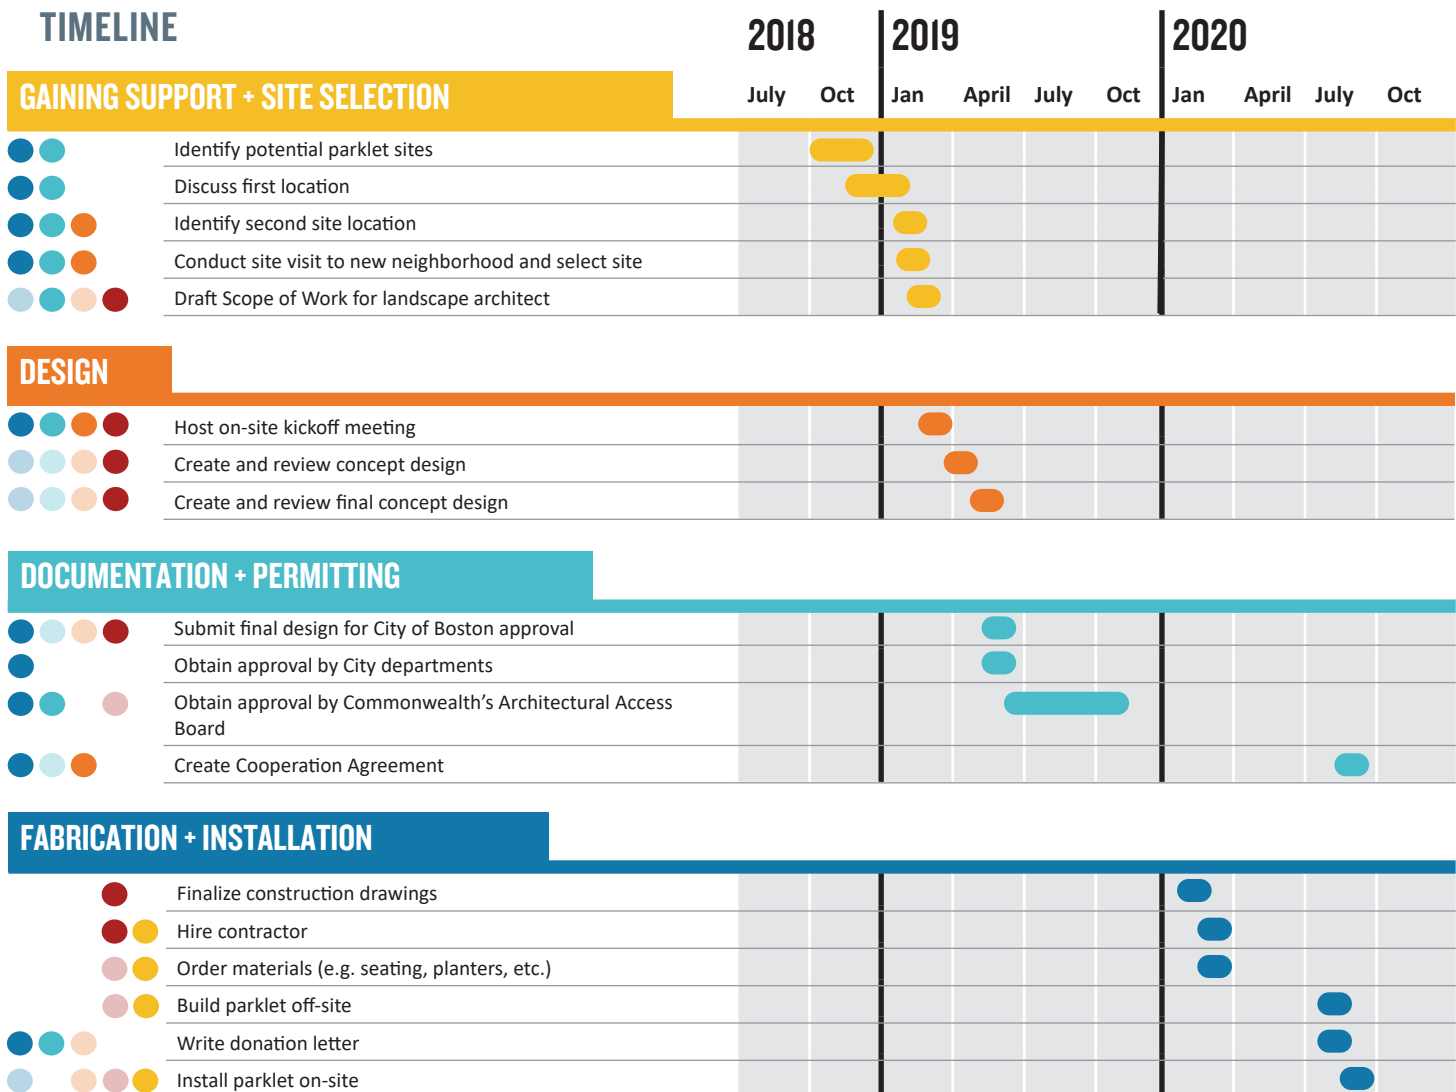 TIMELINE
2018 2019 2020
GAINING SUPPORT + SITE SELECTION
July Oct Jan April July Oct Jan April July Oct
Identify potential parklet sites
Discuss first location
Identify second site location
Conduct site visit to new neighborhood and select site
Draft Scope of Work for landscape architect
DESIGN
Host on-site kickoff meeting
Create and review concept design
Create and review final concept design
DOCUMENTATION + PERMITTING
Submit final design for City of Boston approval
Obtain approval by City departments
Obtain approval by Commonwealth’s Architectural Access
Board
Create Cooperation Agreement
FABRICATION + INSTALLATION
Finalize construction drawings
Hire contractor
Order materials (e.g. seating, planters, etc.)
Build parklet off-site
Write donation letter
Install parklet on-site